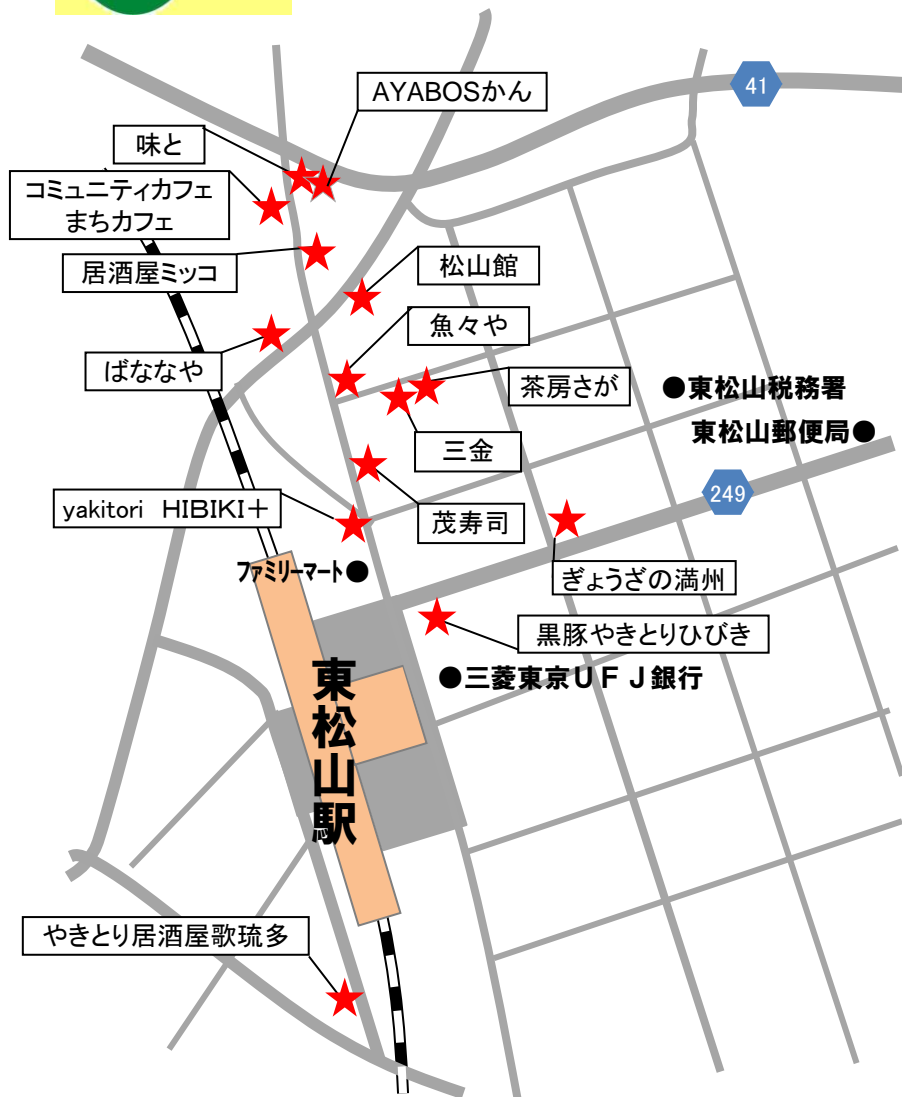 41
AYABOSかん
味と
コミュニティカフェ
まちカフェ
居酒屋ミッコ
松山館
魚々や
ばななや
茶房さが
●東松山税務署
東松山郵便局●
三金
249
yakitori HIBIKI＋
茂寿司
ファミリーマート●
ぎょうざの満州
黒豚やきとりひびき
●三菱東京ＵＦＪ銀行
東松山駅
やきとり居酒屋歌琉多